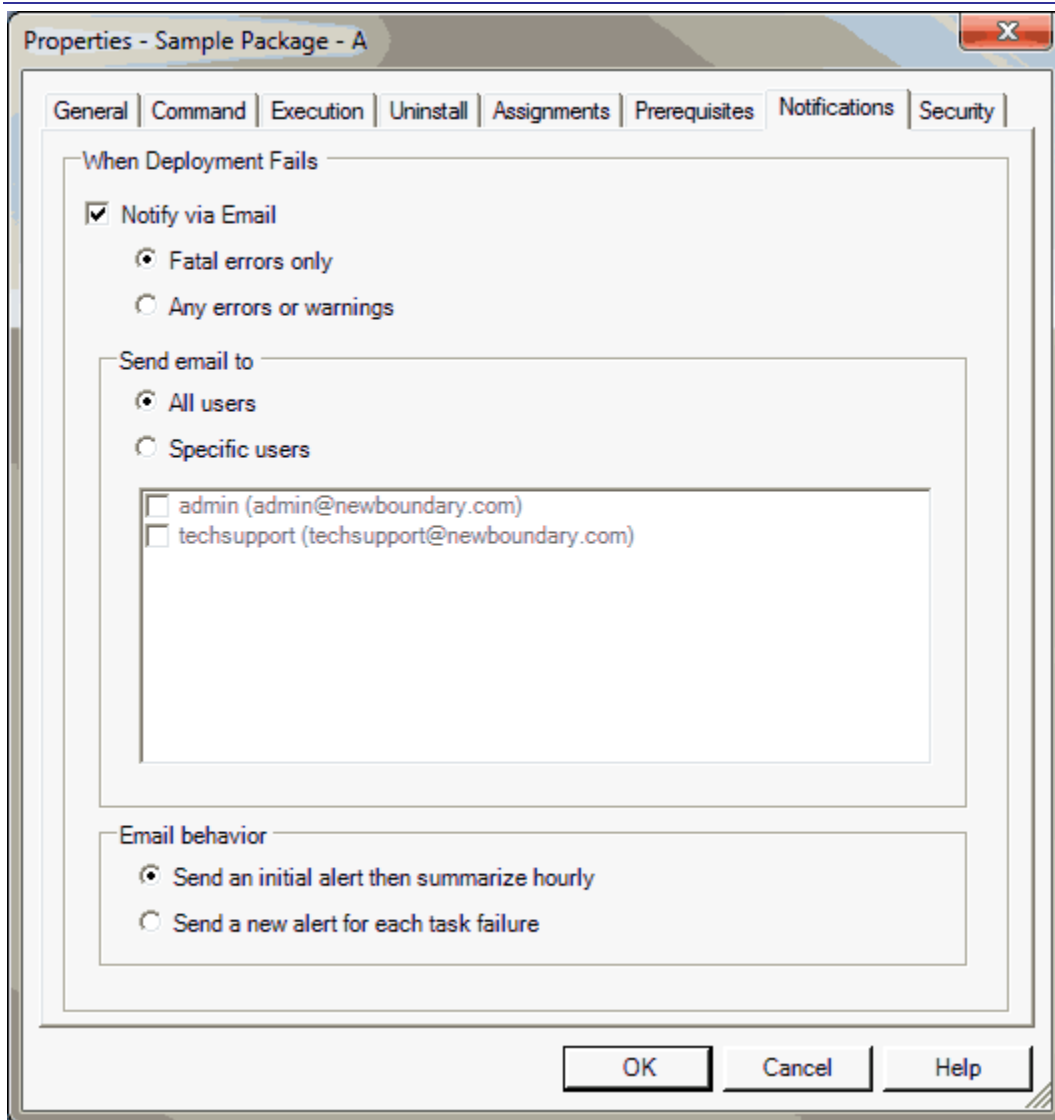 Properties - Sample Package - A
General Command Execution Uninstall Assignments Prerequisites Notifications Security
When Deployment Fails
Notify via Email
Fatal errors only
Any errors or warnings
Send email to
All users
Specific users
admin (admin@newboundary.com)
techsupport (techsupport@newboundary.com)
Email behavior
Send an initial alert then summarize hourly
Send a new alert for each task failure
OK Cancel Help